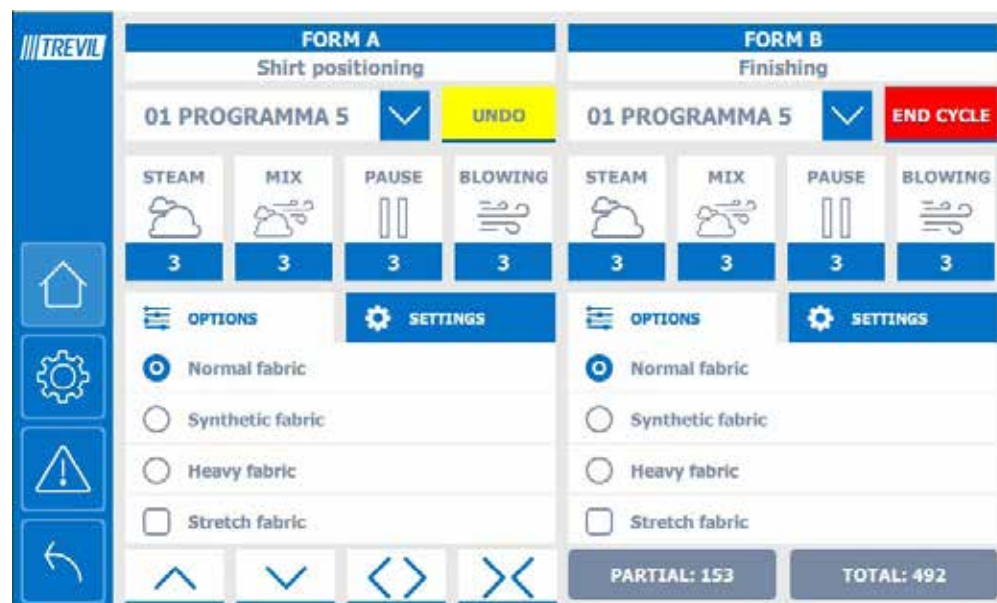 TREVIL
FORM A
Shirt positioning
01 PROGRAMMA 5
UNDO
STEAM
MIX
PAUSE
BLOWING
3
3
3
3
OPTIONS
SETTINGS
Normal fabric
Synthetic fabric
Heavy fabric
Stretch fabric
FORM B
Finishing
01 PROGRAMMA 5
END CYCLE
STEAM
MIX
PAUSE
BLOWING
3
3
3
3
OPTIONS
SETTINGS
Normal fabric
Synthetic fabric
Heavy fabric
Stretch fabric
PARTIAL: 153
TOTAL: 492